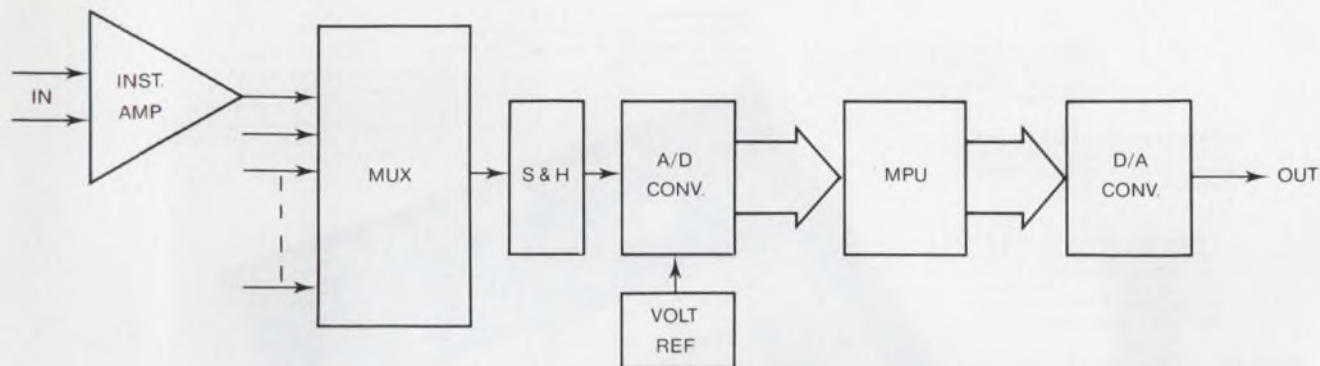 IN
INST.
AMP
MUX
S & H
A/D
CONV.
VOLT
REF
MPU
D/A
CONV.
OUT